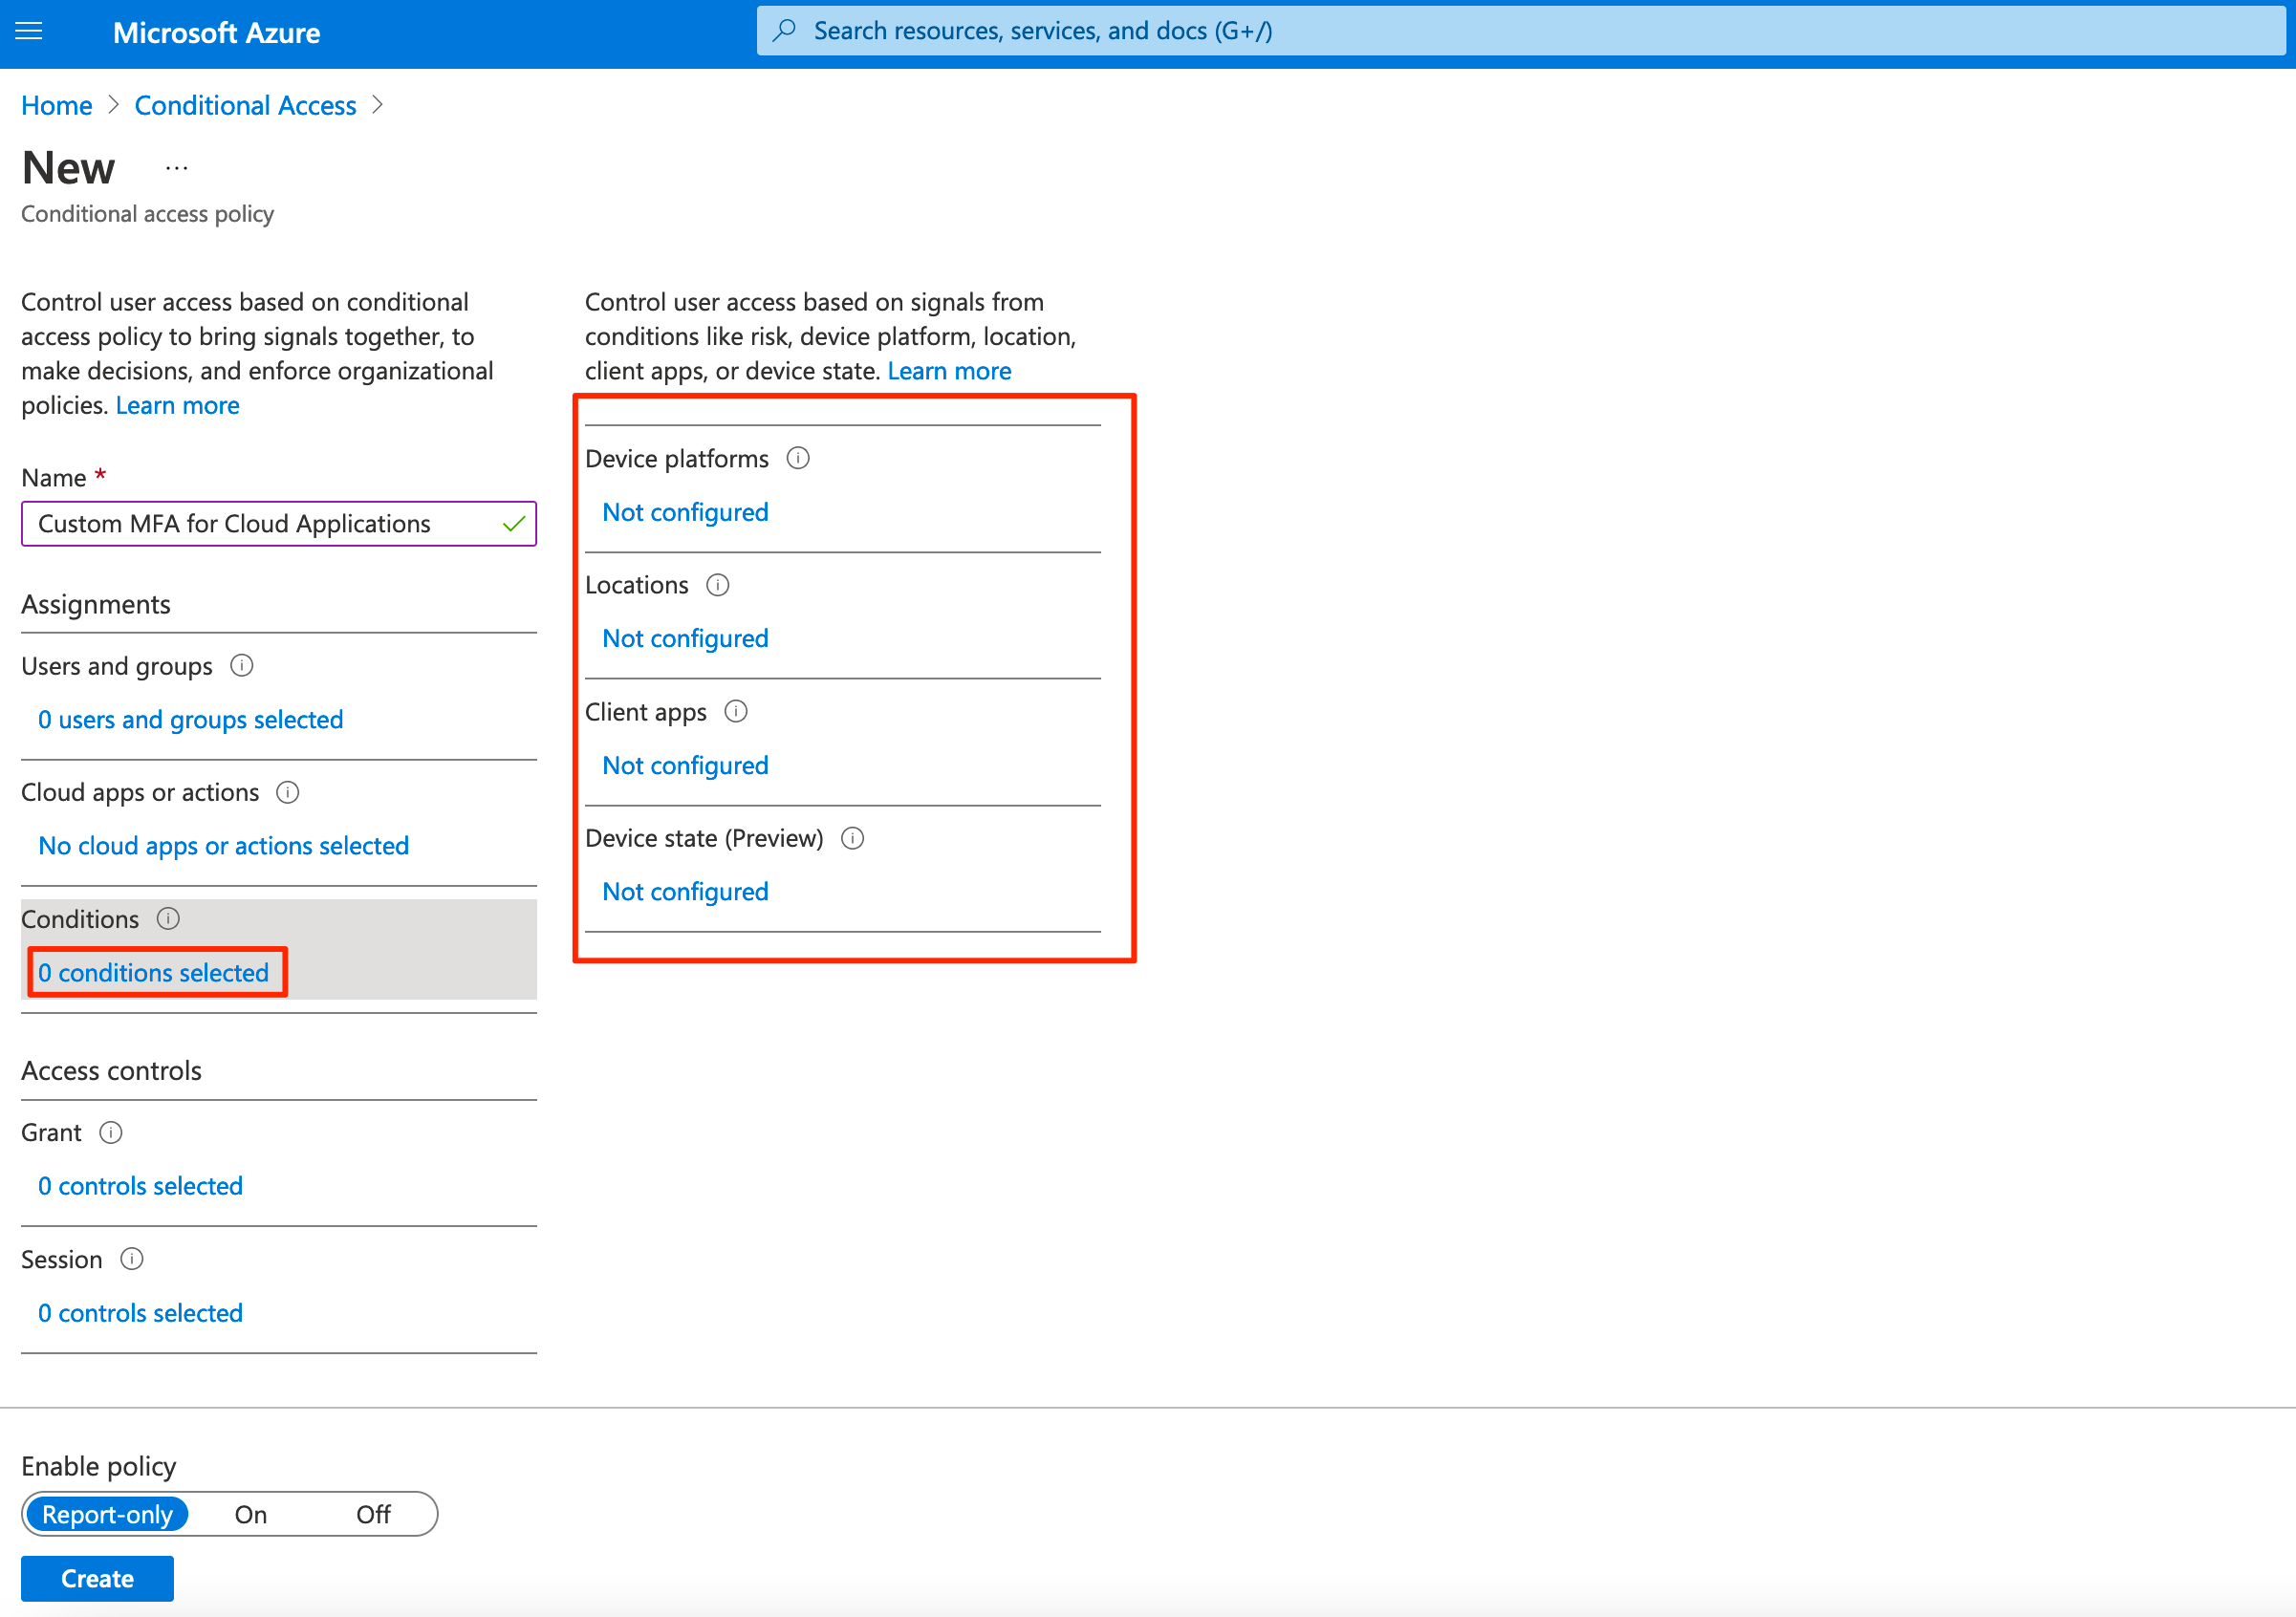 Microsoft Azure
Search resources, services, and docs (G+/)
Home
Conditional Access
New
...
Conditional access policy
Control user access based on conditional
access policy to bring signals together, to
make decisions, and enforce organizational
policies. Learn more
Name *
Custom MFA for Cloud Applications
Assignments
Users and groups
0 users and groups selected
Cloud apps or actions
No cloud apps or actions selected
Conditions
0 conditions selected
Access controls
Grant
0 controls selected
Session
0 controls selected
Control user access based on signals from
conditions like risk, device platform, location,
client apps, or device state. Learn more
Device platforms
Not configured
Locations
Not configured
Client apps
Not configured
Device state (Preview)
Not configured
Enable policy
Report-only On Off
Create